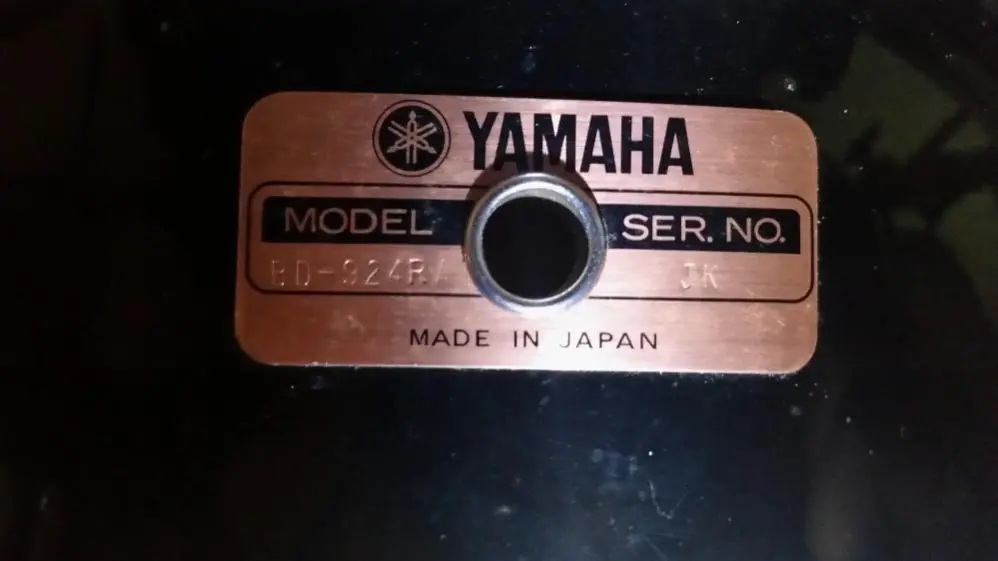 YAMAHA
MODEL SER. NO.
BD-924RA JK
MADE IN JAPAN